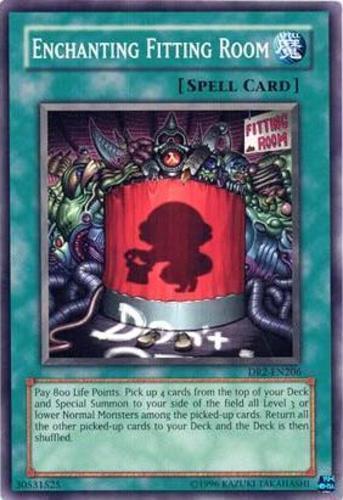 ENCHANTING FITTING ROOM
SPELL
魔
[SPELL CARD]
FITTING
ROOM
Don't
DR2-EN206
Pay 800 Life Points. Pick up 4 cards from the top of your Deck
and Special Summon to your side of the field all Level 3 or
lower Normal Monsters among the picked-up cards. Return all
the other picked-up cards to your Deck and the Deck is then
shuffled.
30531525
©1996 KAZUKI TAKAHASHI